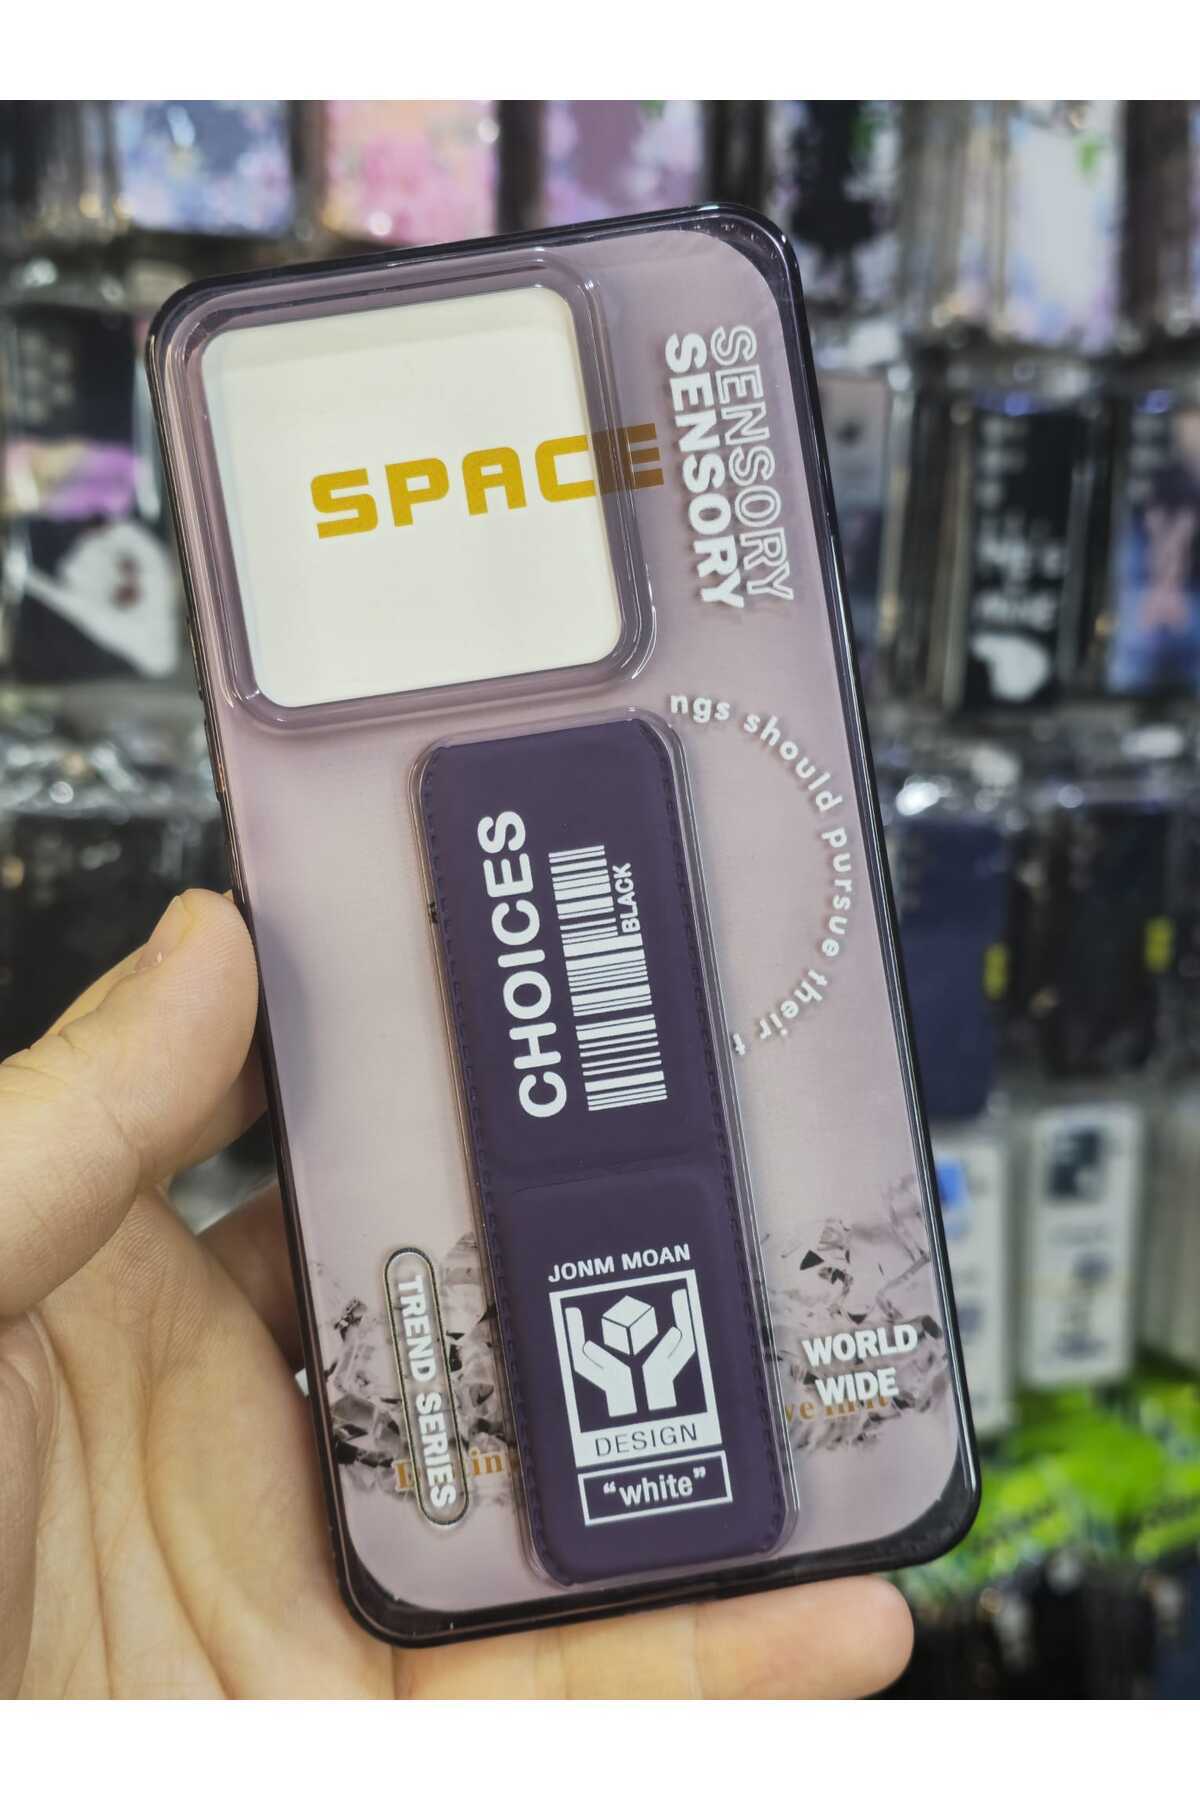 SPACE
SENSORY
SENSORY
ngs should pursue their f
CHOICES
BLACK
JONM MOAN
DESIGN
"white"
TREND SERIES
WORLD
WIDE